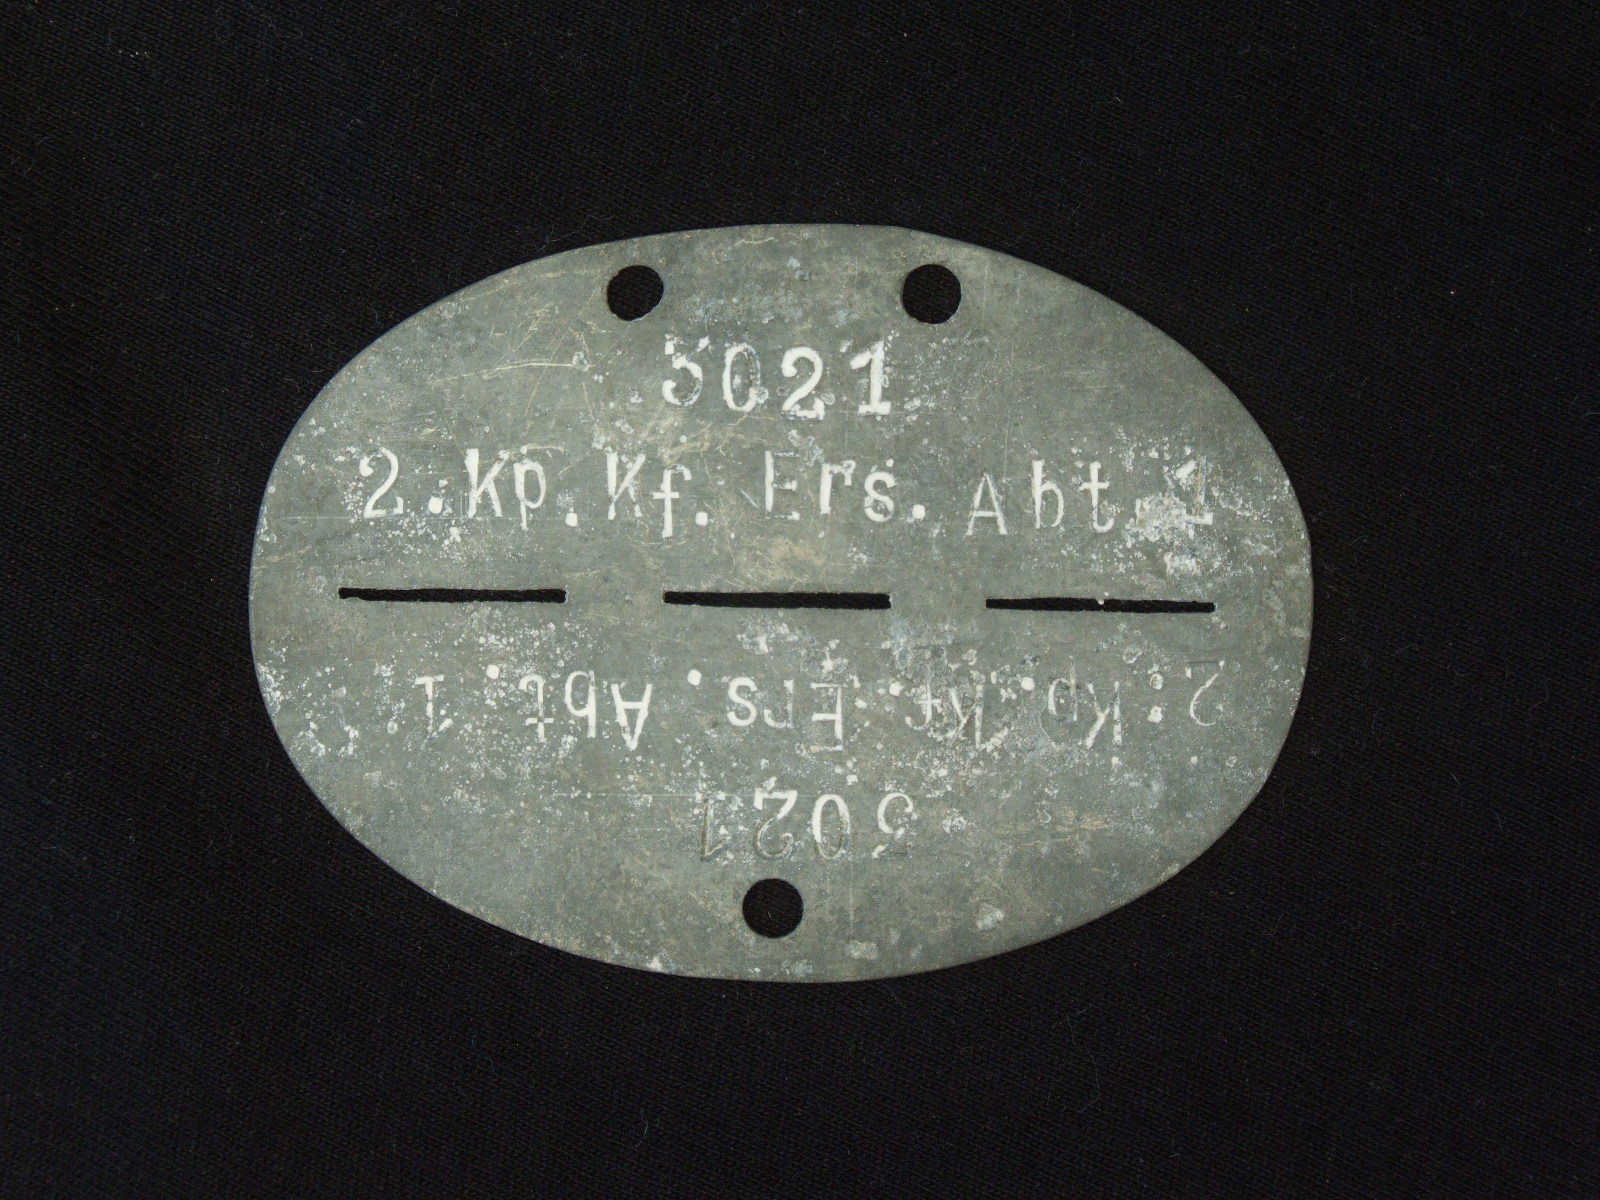 3021
2. Kp. Kf. Ers. Abt. 1
2. Kp. Kf. Ers. Abt. 1.
3021